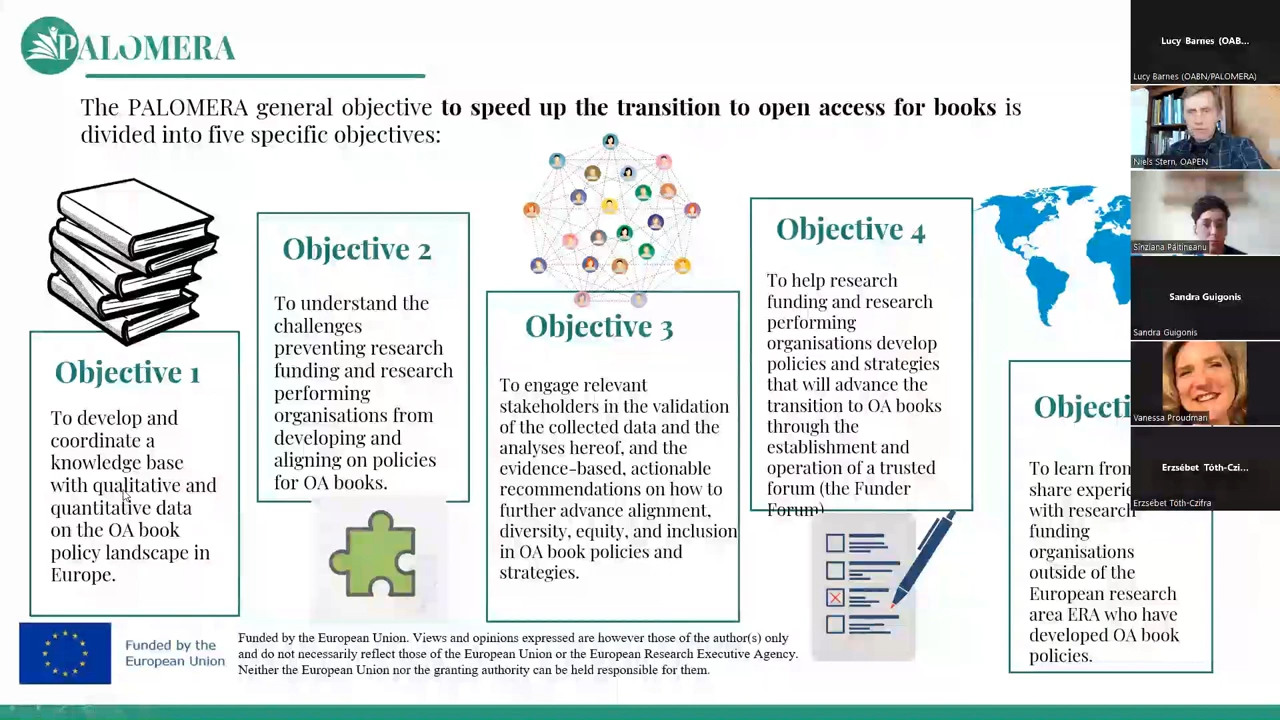 PALOMERA
The PALOMERA general objective to speed up the transition to open access for books is
divided into five specific objectives:
Objective 1
To develop and
coordinate a
knowledge base
with qualitative and
quantitative data
on the OA book
policy landscape in
Europe.
Objective 2
To understand the
challenges
preventing research
funding and research
performing
organisations from
developing and
aligning on policies
for OA books.
Objective 3
To engage relevant
stakeholders in the validation
of the collected data and the
analyses hereof, and the
evidence-based, actionable
recommendations on how to
further advance alignment,
diversity, equity, and inclusion
in OA book policies and
strategies.
Objective 4
To help research
funding and research
performing
organisations develop
policies and strategies
that will advance the
transition to OA books
through the
establishment and
operation of a trusted
forum (the Funder
Forum)
Objecti
To learn from
share experie
with research
funding
organisations
outside of the
European research
area ERA who have
developed OA book
policies.
Funded by the
European Union
Funded by the European Union. Views and opinions expressed are however those of the author(s) only
and do not necessarily reflect those of the European Union or the European Research Executive Agency.
Neither the European Union nor the granting authority can be held responsible for them.
Lucy Barnes (OAB...
Lucy Barnes (OABN/PALOMERA)
Niels Stern, OAPEN
Sînziana Păltineanu
Sandra Guigonis
Sandra Guigonis
Vanessa Proudman
Erzsébet Tóth-Czi...
Erzsébet Tóth-Czifra